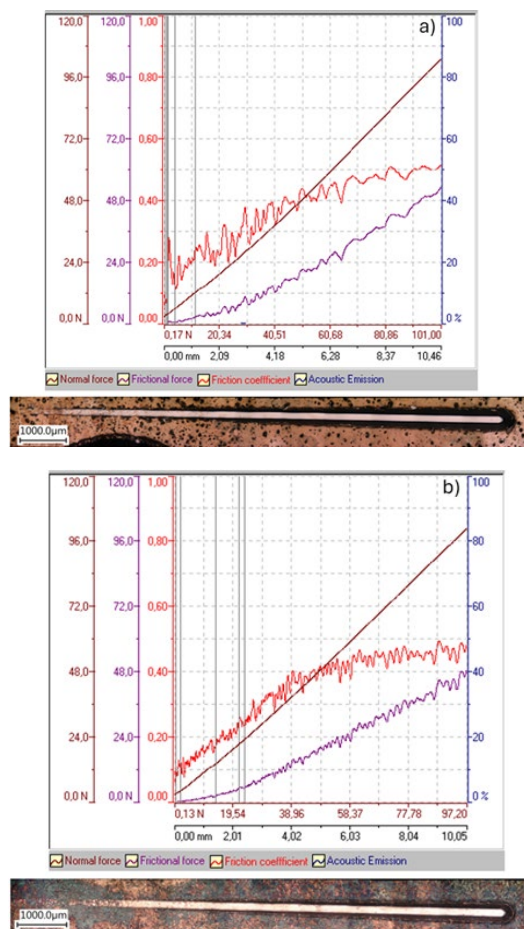 a)
120,0 120,0 1,00 100
96,0 96,0 0,80 80
72,0 72,0 0,60 60
48,0 48,0 0,40 40
24,0 24,0 0,20 20
0,0 N 0,0 N 0,00 0 %
0,17 N 20,34 40,51 60,68 80,86 101,00
0,00 mm 2,09 4,18 6,28 8,37 10,46
Normal force Frictional force Friction coeffficient Acoustic Emission
1000.0μm
b)
120,0 120,0 1,00 100
96,0 96,0 0,80 80
72,0 72,0 0,60 60
48,0 48,0 0,40 40
24,0 24,0 0,20 20
0,0 N 0,0 N 0,00 0 %
0,13 N 19,54 38,96 58,37 77,78 97,20
0,00 mm 2,01 4,02 6,03 8,04 10,05
Normal force Frictional force Friction coeffficient Acoustic Emission
1000.0μm